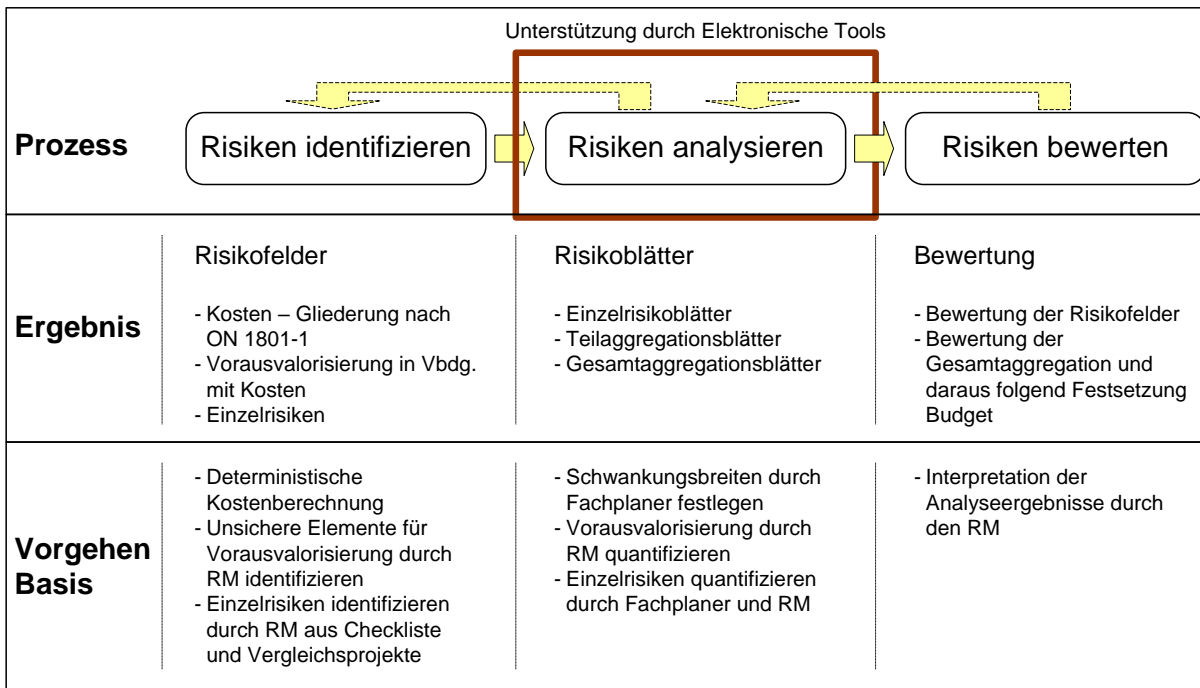 Unterstützung durch Elektronische Tools
Prozess
Risiken identifizieren
Risiken analysieren
Risiken bewerten
Ergebnis
Risikofelder
- Kosten – Gliederung nach
ON 1801-1
- Vorausvalorisierung in Vbdg.
mit Kosten
- Einzelrisiken
Risikoblätter
- Einzelrisikoblätter
- Teilaggregationsblätter
- Gesamtaggregationsblätter
Bewertung
- Bewertung der Risikofelder
- Bewertung der
Gesamtaggregation und
daraus folgend Festsetzung
Budget
Vorgehen
Basis
- Deterministische
Kostenberechnung
- Unsichere Elemente für
Vorausvalorisierung durch
RM identifizieren
- Einzelrisiken identifizieren
durch RM aus Checkliste
und Vergleichsprojekte
- Schwankungsbreiten durch
Fachplaner festlegen
- Vorausvalorisierung durch
RM quantifizieren
- Einzelrisiken quantifizieren
durch Fachplaner und RM
- Interpretation der
Analyseergebnisse durch
den RM